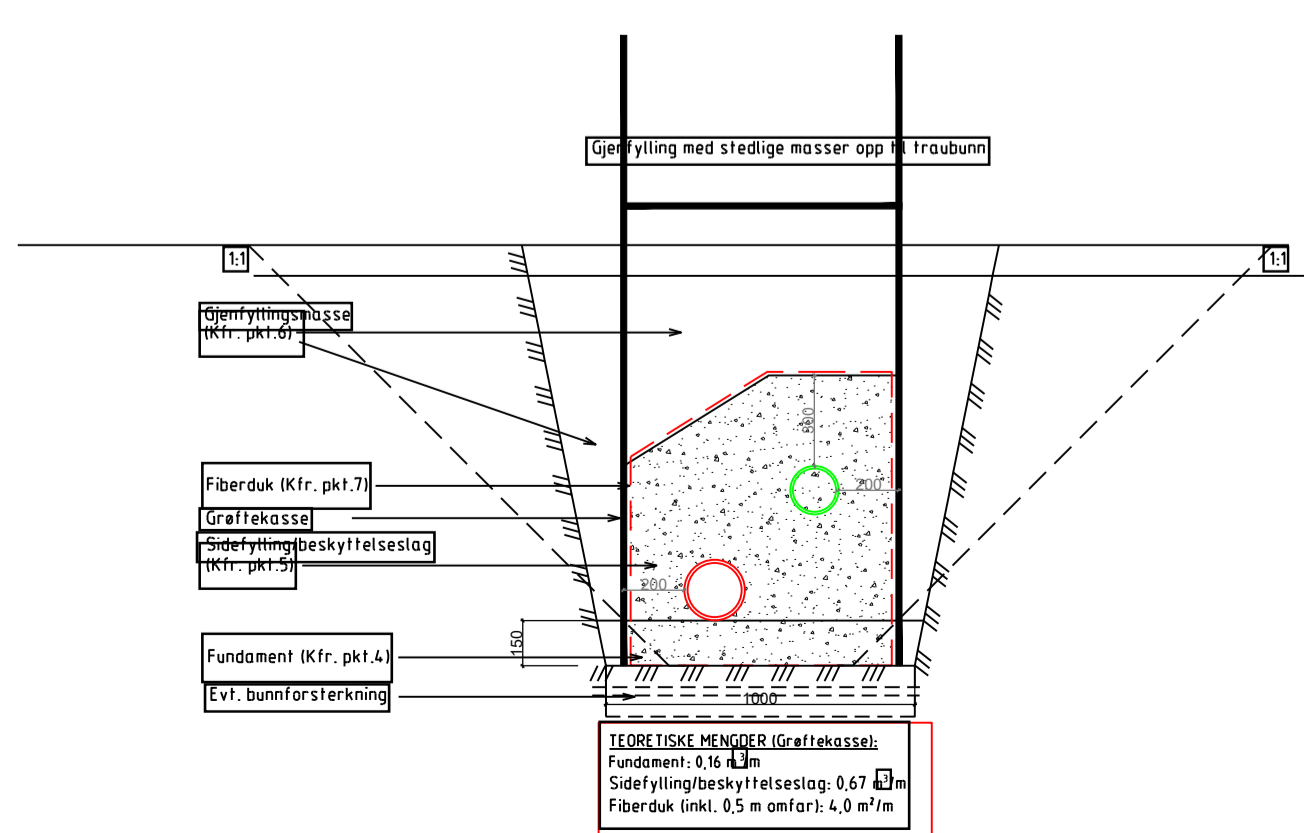 Gjenfylling med stedlige masser opp til traubunn
1:1
1:1
Gjenfyllingsmasse
(Kfr. pkt.6)
300
Fiberduk (Kfr. pkt.7)
200
Grøftekasse
Sidefylling/beskyttelseslag
(Kfr. pkt.5)
200
150
Fundament (Kfr. pkt.4)
Evt. bunnforsterkning
1000
TEORETISKE MENGDER (Grøftekasse):
Fundament: 0,16 m³/m
Sidefylling/beskyttelseslag: 0,67 m³/m
Fiberduk (inkl. 0,5 m omfar): 4,0 m²/m